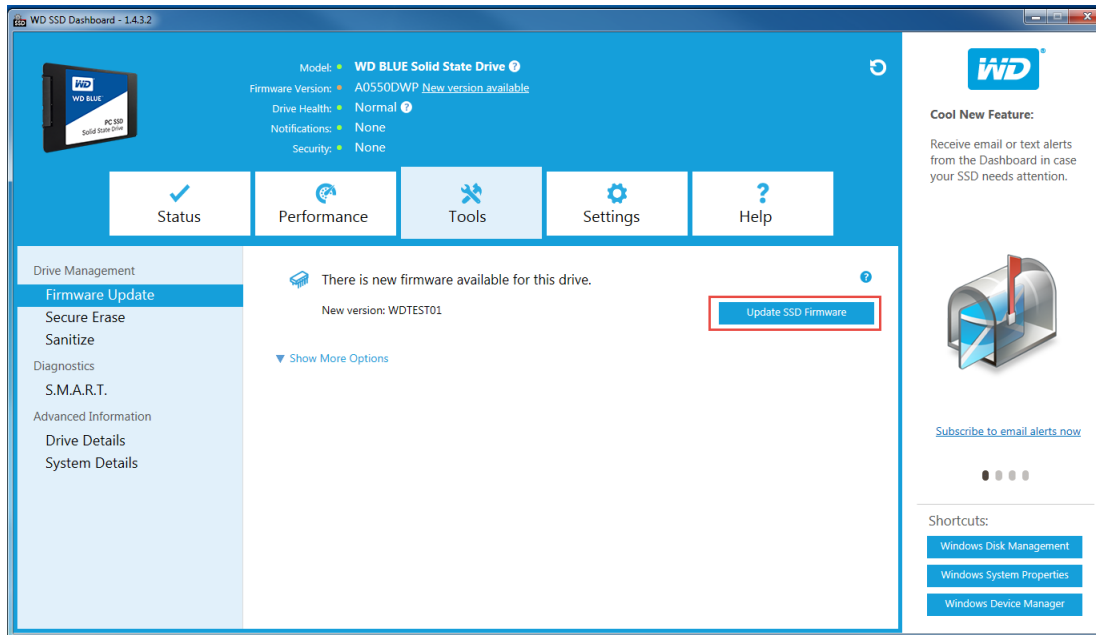 WD SSD Dashboard - 1.4.3.2
WD
WD BLUE
PC SSD
Solid State Drive
Model: WD BLUE Solid State Drive ?
Firmware Version: A0550DWP New version available
Drive Health: Normal ?
Notifications: None
Security: None
Status
Performance
Tools
Settings
? Help
Drive Management
Firmware Update
Secure Erase
Sanitize
Diagnostics
S.M.A.R.T.
Advanced Information
Drive Details
System Details
There is new firmware available for this drive. ?
New version: WDTEST01
Update SSD Firmware
Show More Options
WD®
Cool New Feature:
Receive email or text alerts
from the Dashboard in case
your SSD needs attention.
Subscribe to email alerts now
Shortcuts:
Windows Disk Management
Windows System Properties
Windows Device Manager